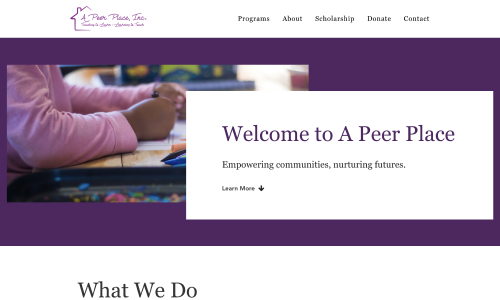 A Peer Place, Inc.
Teaching to Learn - Learning to Teach
Programs About Scholarship Donate Contact
Welcome to A Peer Place
Empowering communities, nurturing futures.
Learn More
What We Do